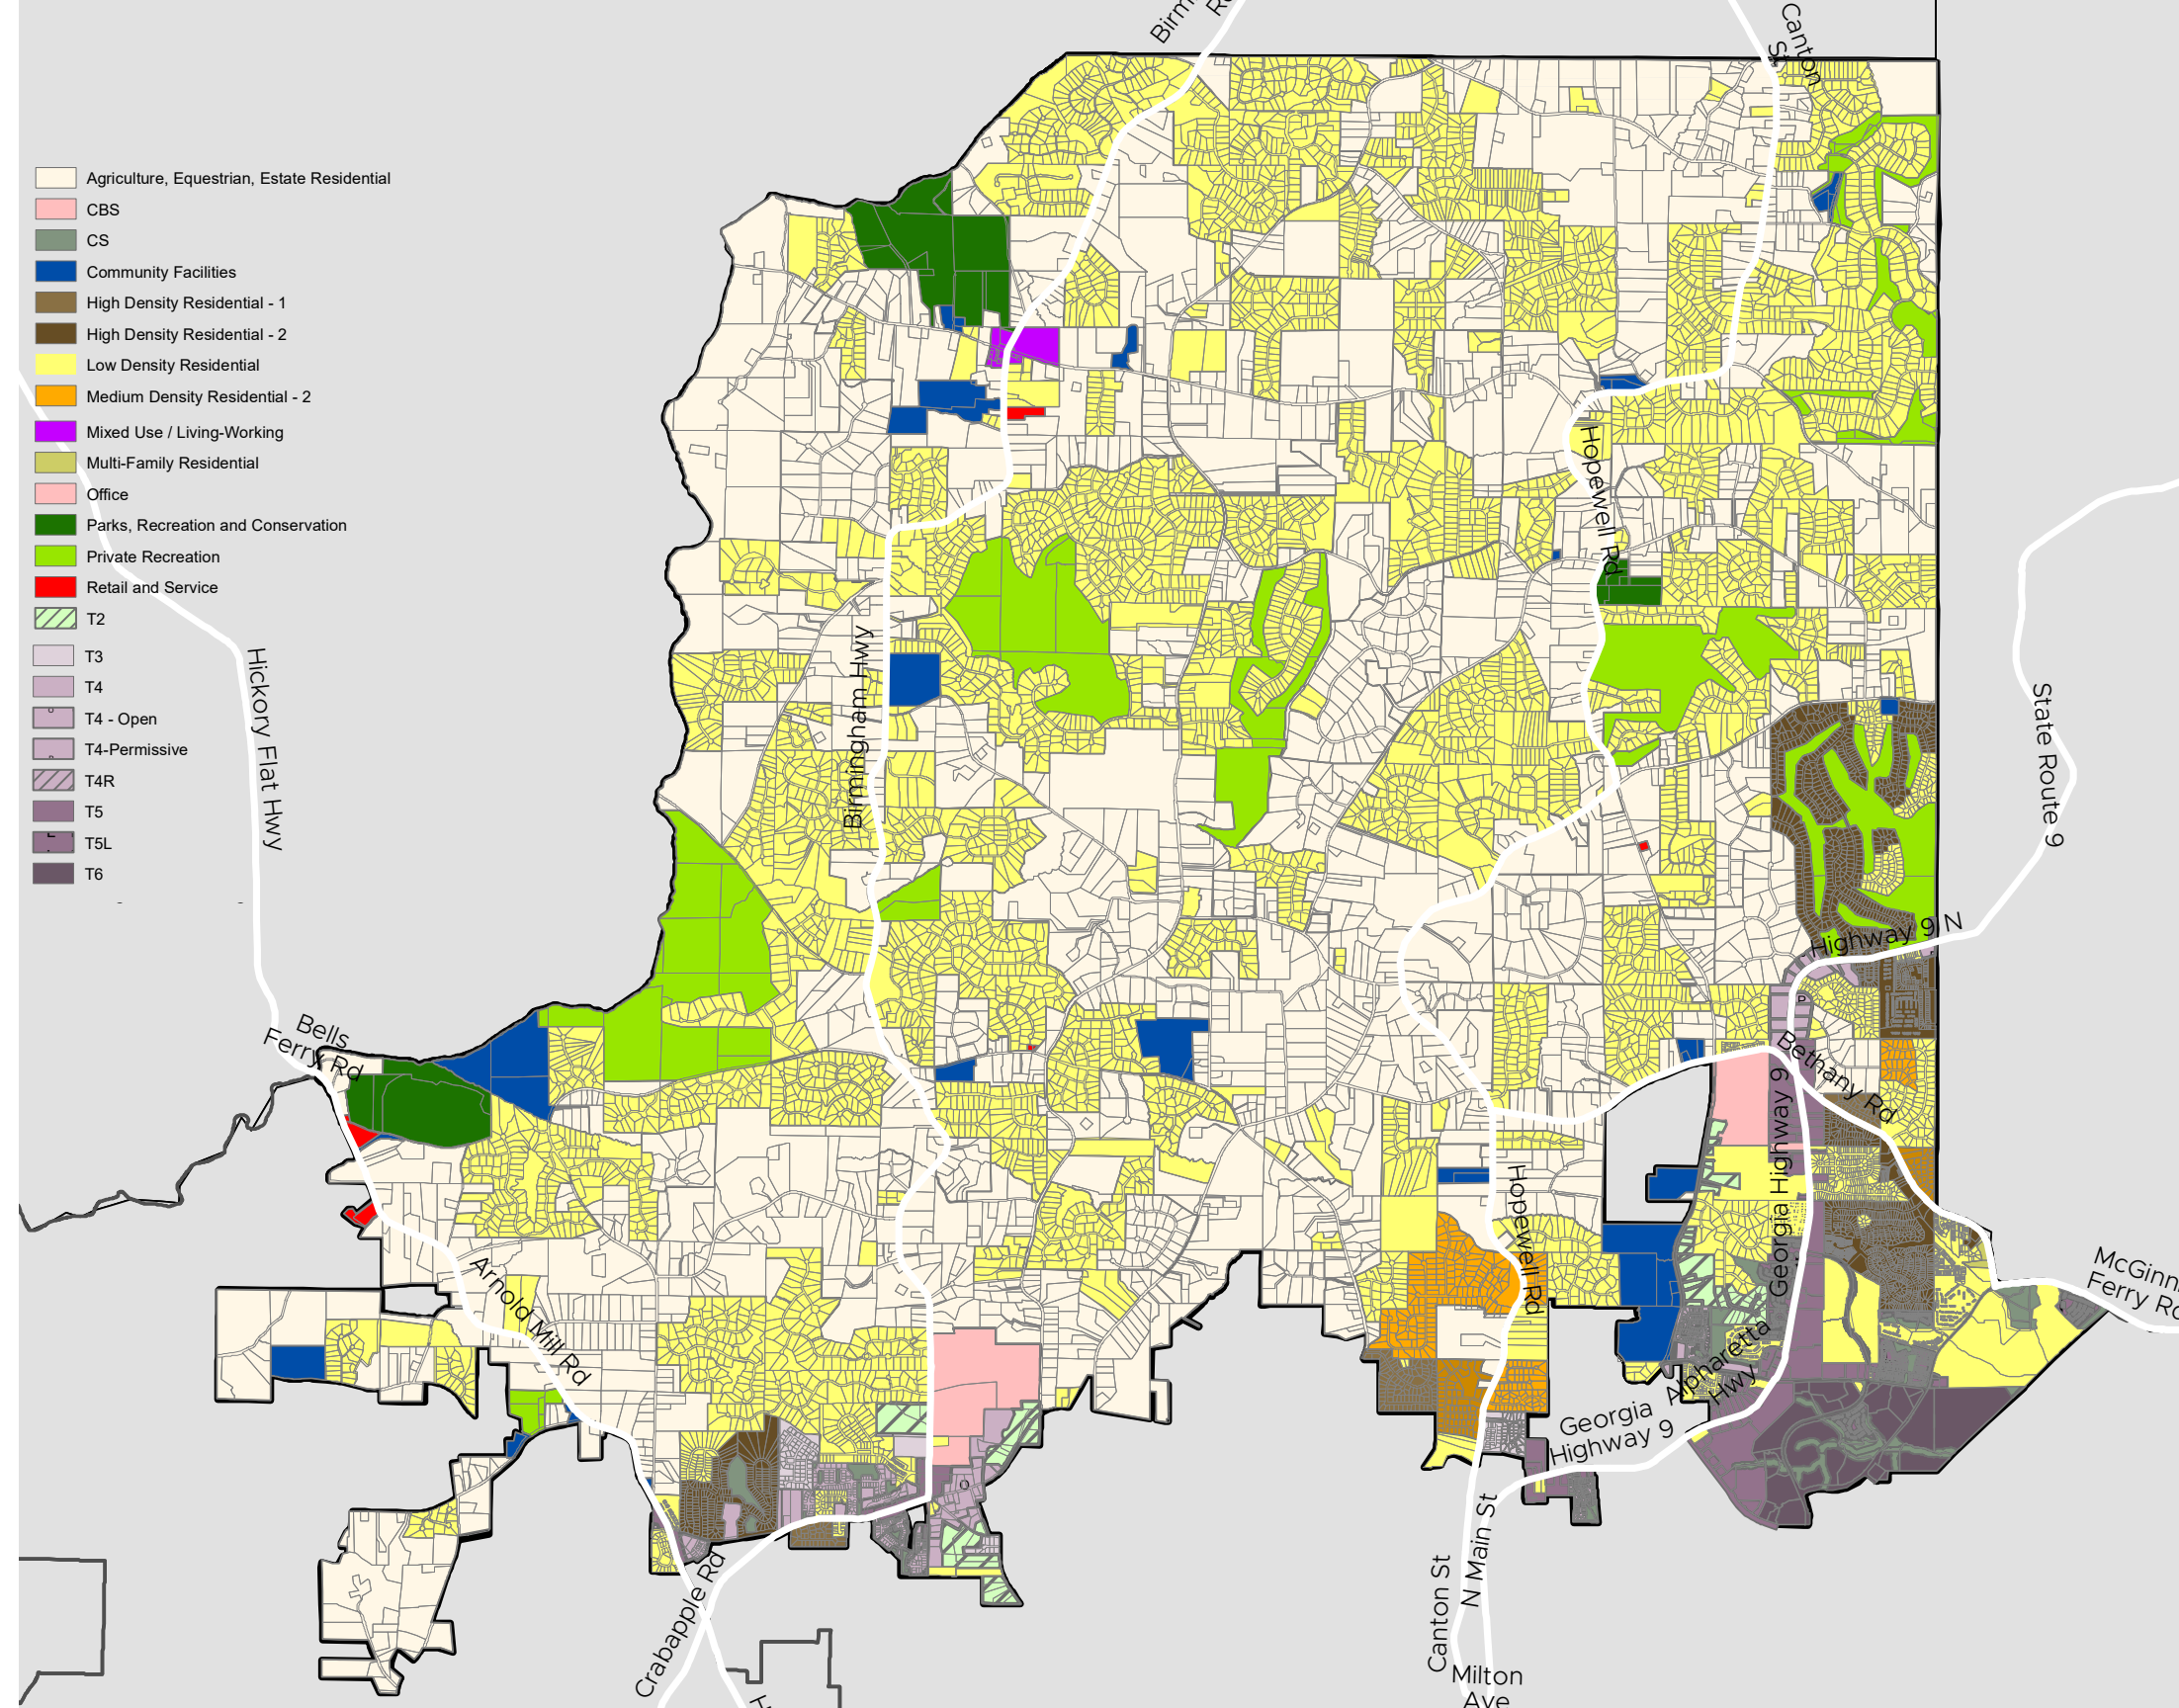 Canton
St
Agriculture, Equestrian, Estate Residential
CBS
CS
Community Facilities
High Density Residential - 1
High Density Residential - 2
Low Density Residential
Medium Density Residential - 2
Mixed Use / Living-Working
Multi-Family Residential
Office
Parks, Recreation and Conservation
Private Recreation
Retail and Service
T2
T3
T4
T4 - Open
T4-Permissive
T4R
T5
T5L
T6
Hopewell Rd
Birmingham Hwy
Hickory Flat Hwy
State Route 9
Highway 9 N
P
Bells
Ferry Rd
Bethany Rd
Georgia Highway 9
Hopewell Rd
Arnold Mill Rd
McGinn
Ferry Rd
Alpharetta
Hwy
Georgia
Highway 9
O
Crabapple Rd
Canton St
N Main St
Milton
Ave